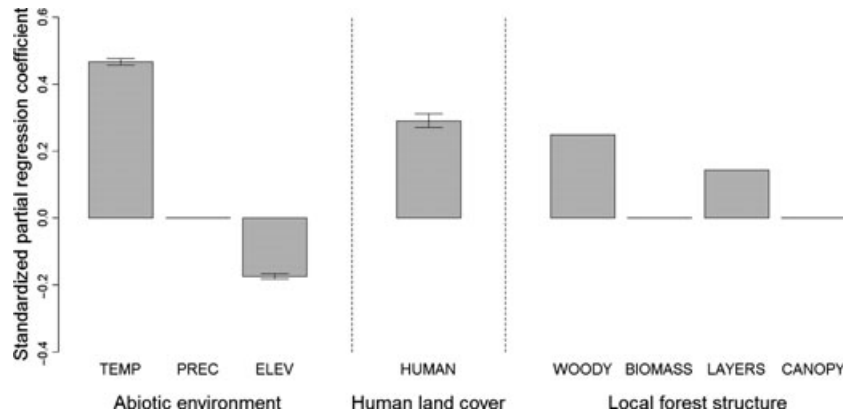 Standardized partial regression coefficient
0.6
0.4
0.2
0.0
−0.2
−0.4
TEMP PREC ELEV HUMAN WOODY BIOMASS LAYERS CANOPY
Abiotic environment Human land cover Local forest structure